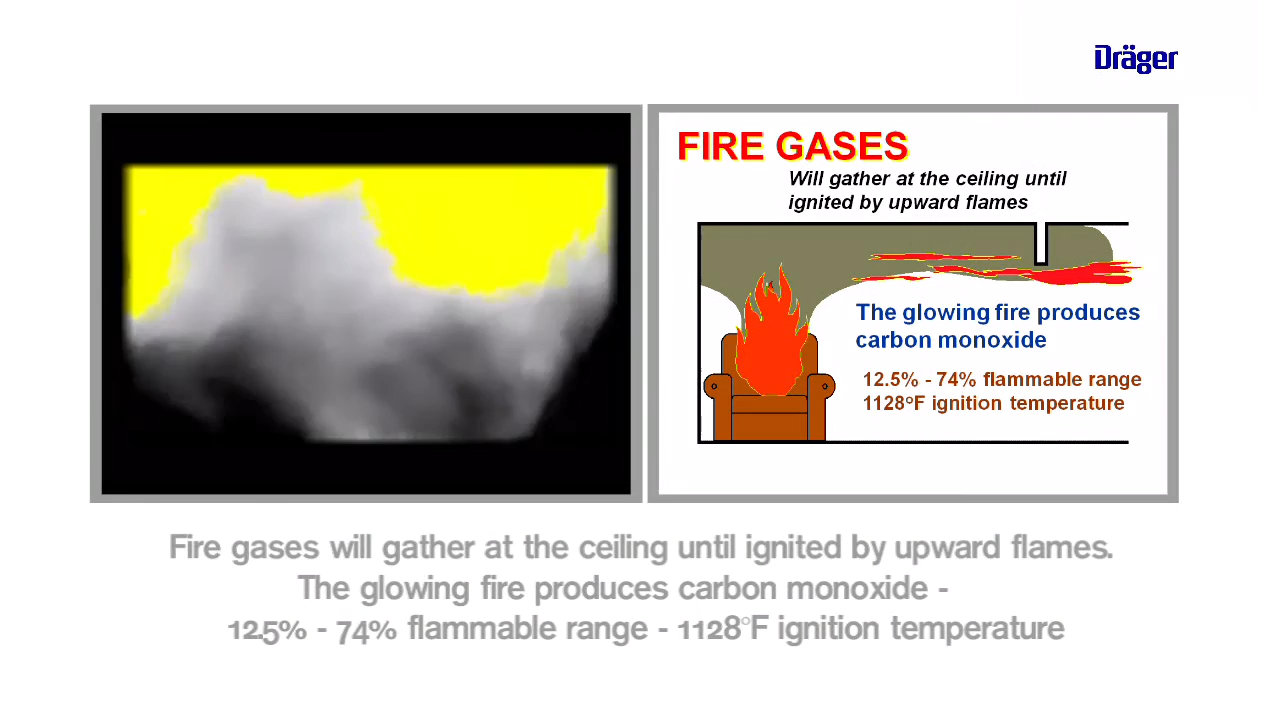 Dräger
FIRE GASES
Will gather at the ceiling until
ignited by upward flames
The glowing fire produces
carbon monoxide
12.5% - 74% flammable range
1128°F ignition temperature
Fire gases will gather at the ceiling until ignited by upward flames.
The glowing fire produces carbon monoxide -
12.5% - 74% flammable range - 1128°F ignition temperature